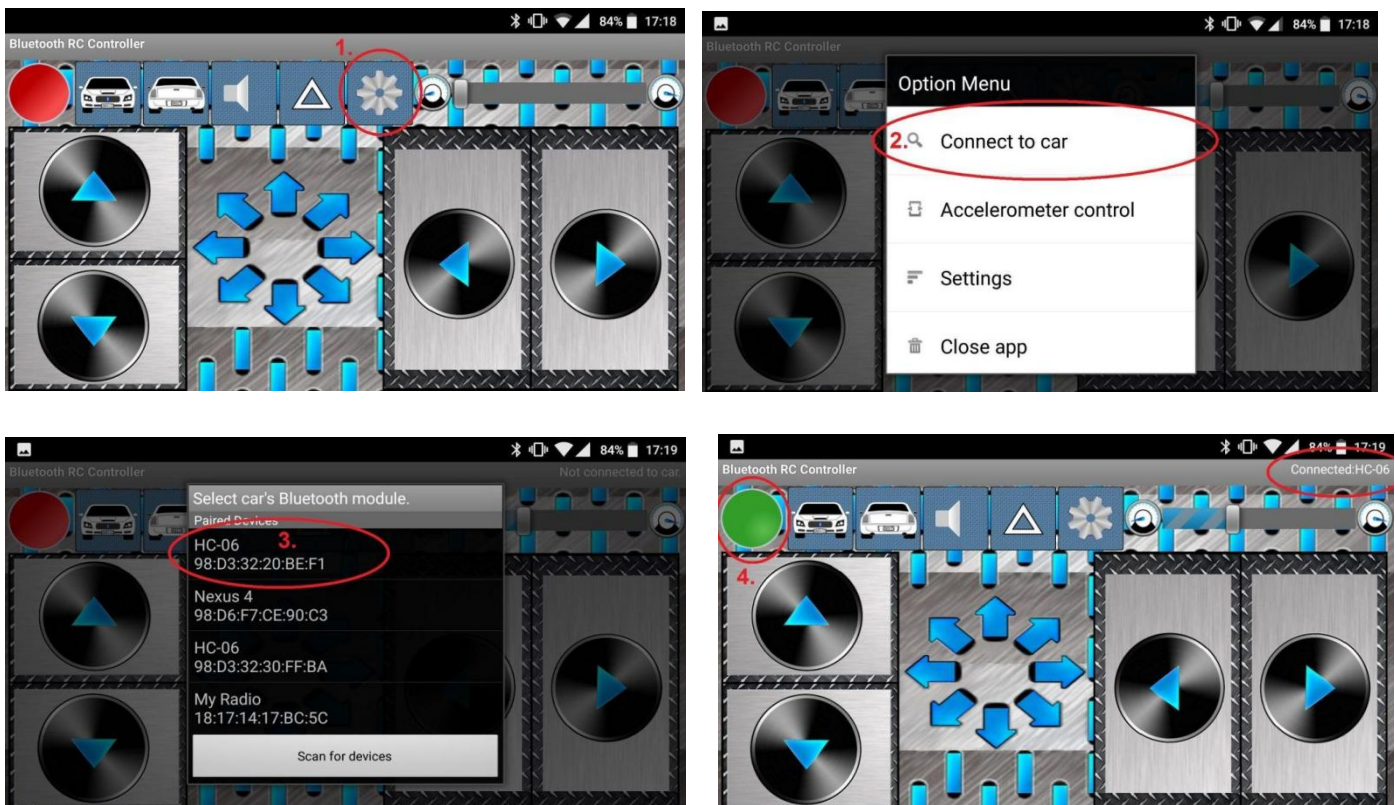 84% 17:18
Bluetooth RC Controller
1.
84% 17:18
Bluetooth RC Controller
Option Menu
2. Connect to car
Accelerometer control
Settings
Close app
84% 17:19
Bluetooth RC Controller Not connected to car.
Select car's Bluetooth module.
Paired Devices
3.
HC-06
98:D3:32:20:BE:F1
Nexus 4
98:D6:F7:CE:90:C3
HC-06
98:D3:32:30:FF:BA
My Radio
18:17:14:17:BC:5C
Scan for devices
84% 17:19
Bluetooth RC Controller Connected:HC-06
4.